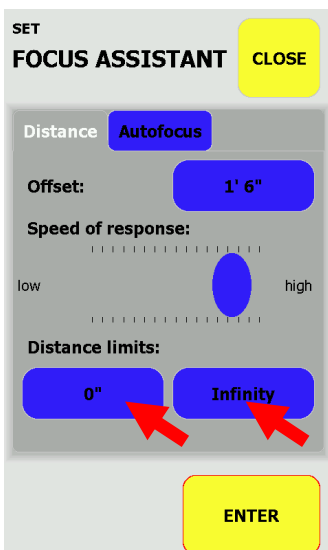 SET
FOCUS ASSISTANT
CLOSE
Distance Autofocus
Offset: 1' 6"
Speed of response:
low high
Distance limits:
0" Infinity
ENTER